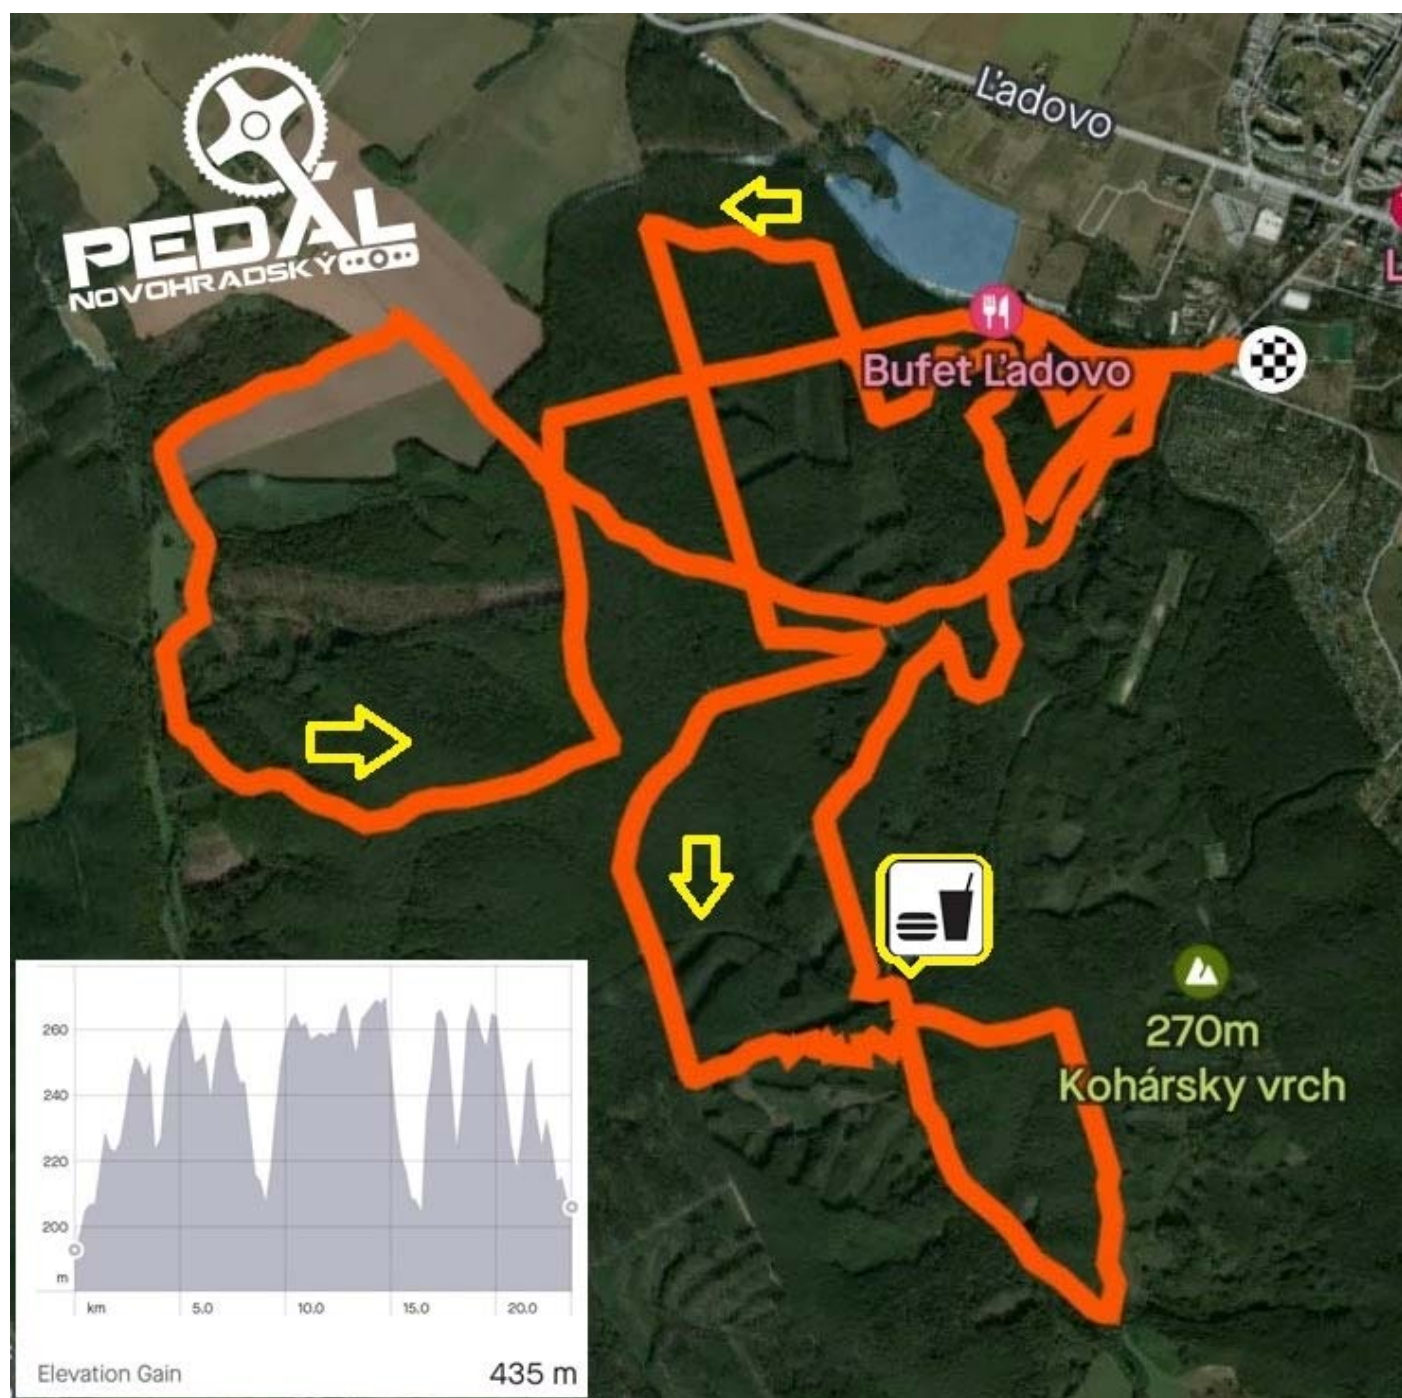 Ľadovo
PEDÁL
NOVOHRADSKÝ
L
Bufet Ľadovo
270m
Kohársky vrch
260
240
220
200
m
km 5.0 10.0 15.0 20.0
Elevation Gain 435 m